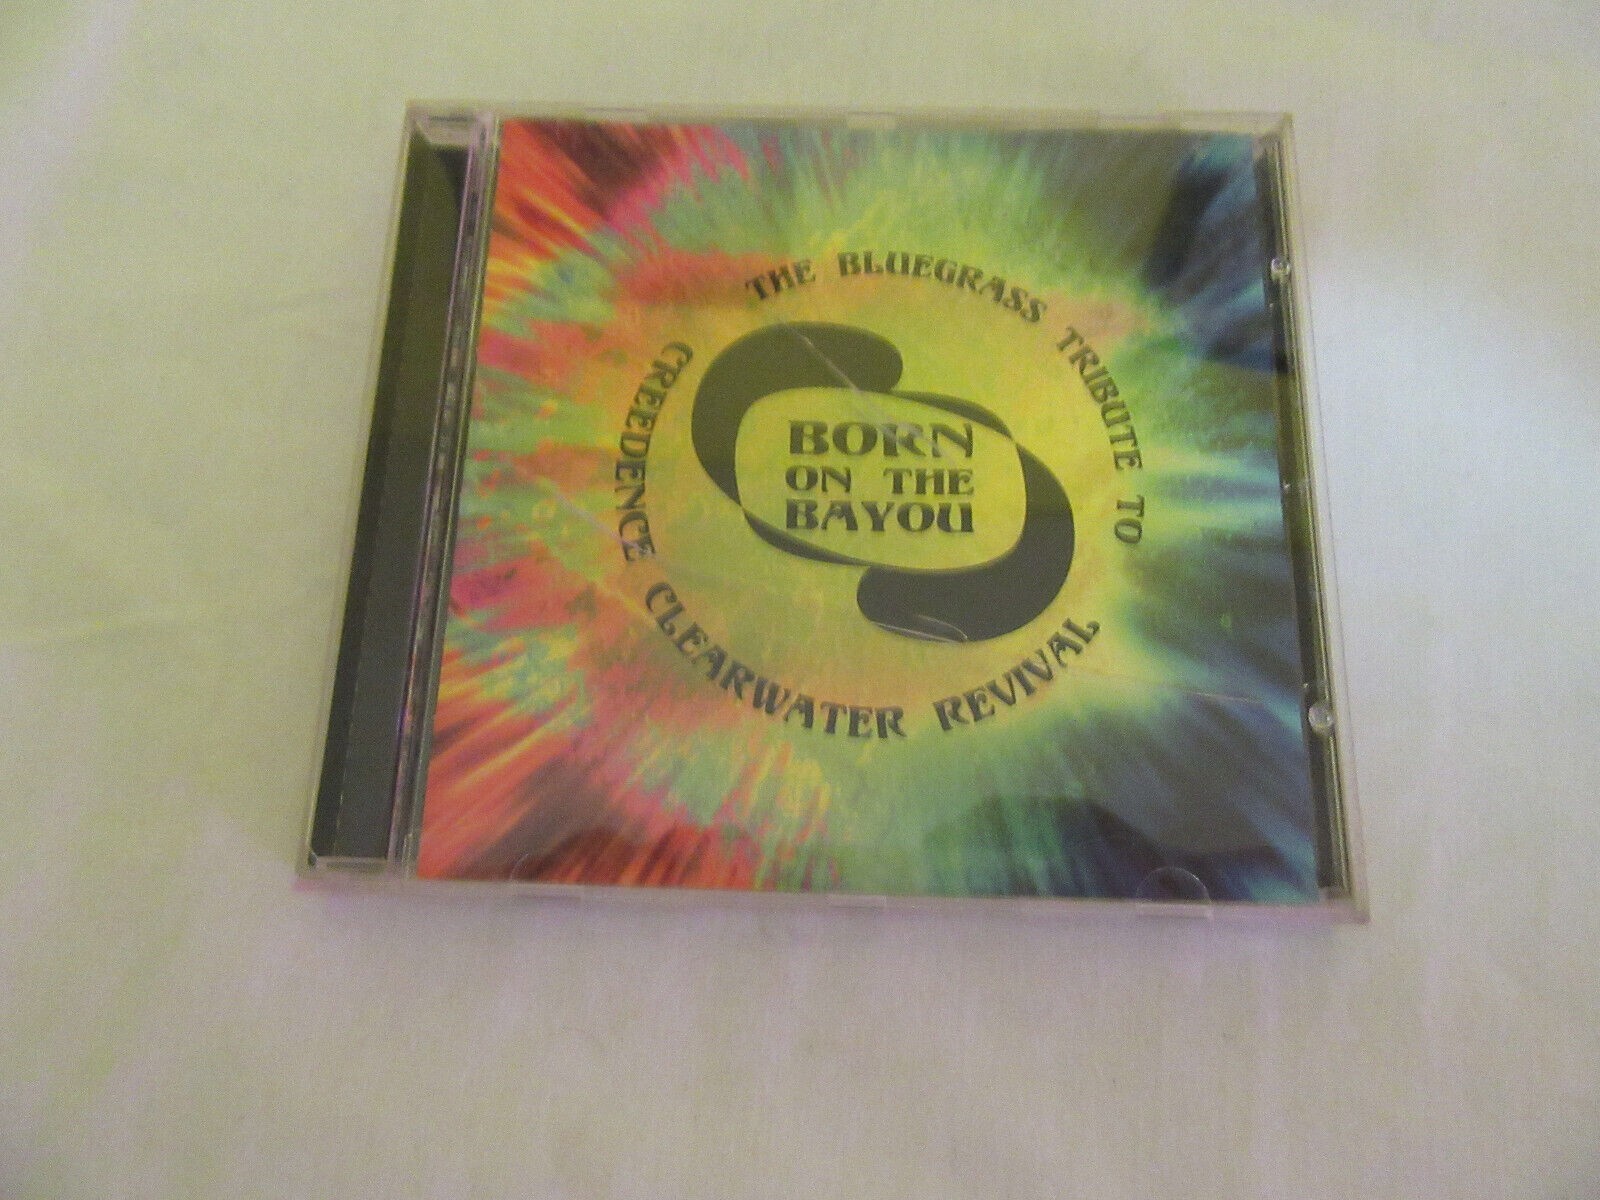 THE BLUEGRASS TRIBUTE TO
CREEDENCE CLEARWATER REVIVAL
BORN
ON THE
BAYOU